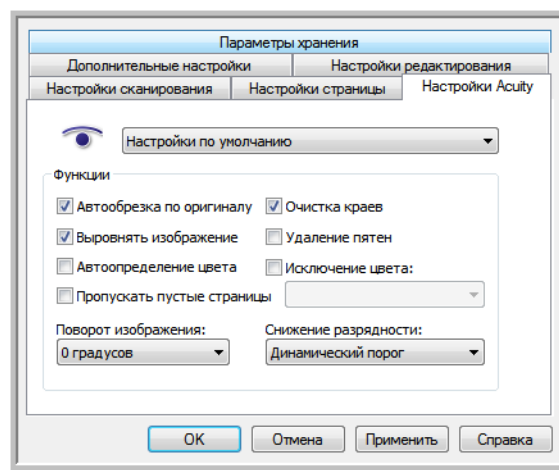 Параметры хранения
Дополнительные настройки Настройки редактирования
Настройки сканирования Настройки страницы Настройки Acuity
Настройки по умолчанию
Функции
Автообрезка по оригиналу Очистка краев
Выровнять изображение Удаление пятен
Автоопределение цвета Исключение цвета:
Пропускать пустые страницы
Поворот изображения: Снижение разрядности:
0 градусов Динамический порог
OK Отмена Применить Справка